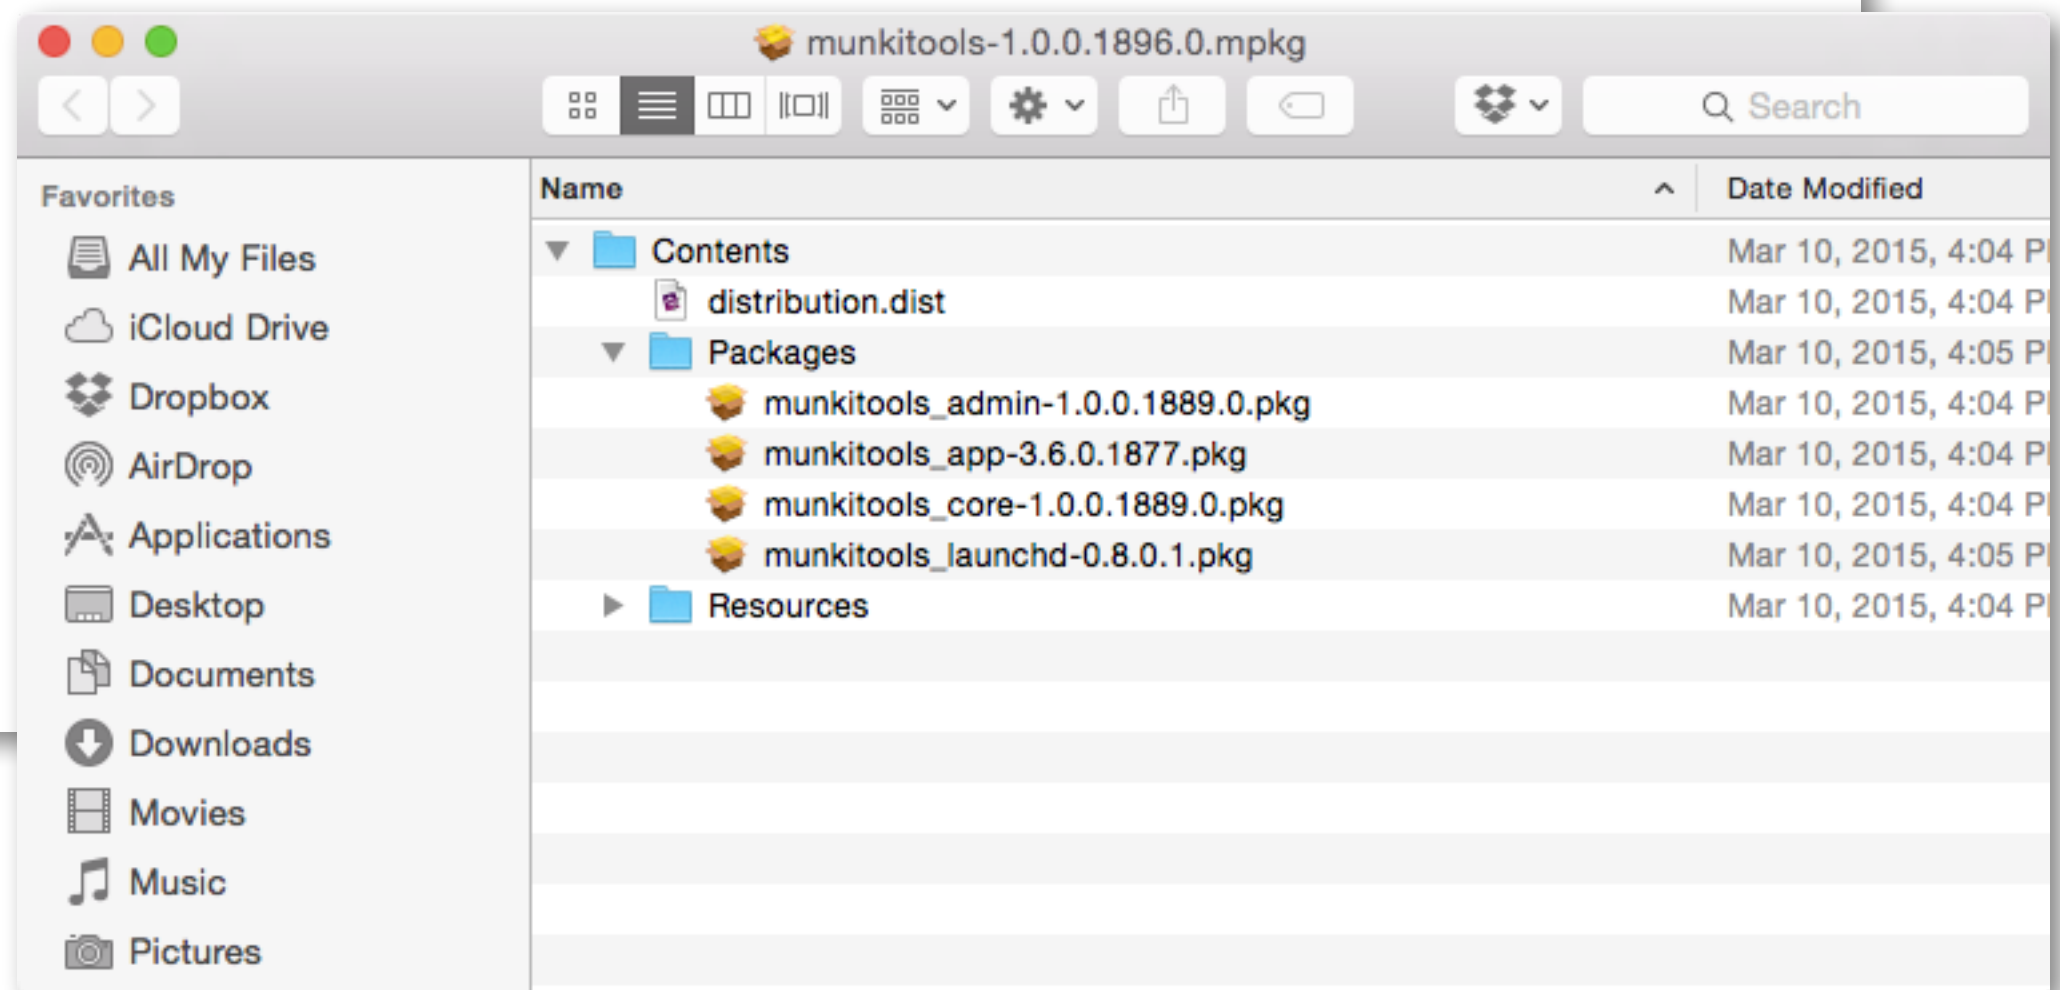 munkitools-1.0.0.1896.0.mpkg
Search
Favorites
All My Files
iCloud Drive
Dropbox
AirDrop
Applications
Desktop
Documents
Downloads
Movies
Music
Pictures
Name Date Modified
Contents Mar 10, 2015, 4:04 P
distribution.dist Mar 10, 2015, 4:04 P
Packages Mar 10, 2015, 4:05 P
munkitools_admin-1.0.0.1889.0.pkg Mar 10, 2015, 4:04 P
munkitools_app-3.6.0.1877.pkg Mar 10, 2015, 4:04 P
munkitools_core-1.0.0.1889.0.pkg Mar 10, 2015, 4:04 P
munkitools_launchd-0.8.0.1.pkg Mar 10, 2015, 4:05 P
Resources Mar 10, 2015, 4:04 P